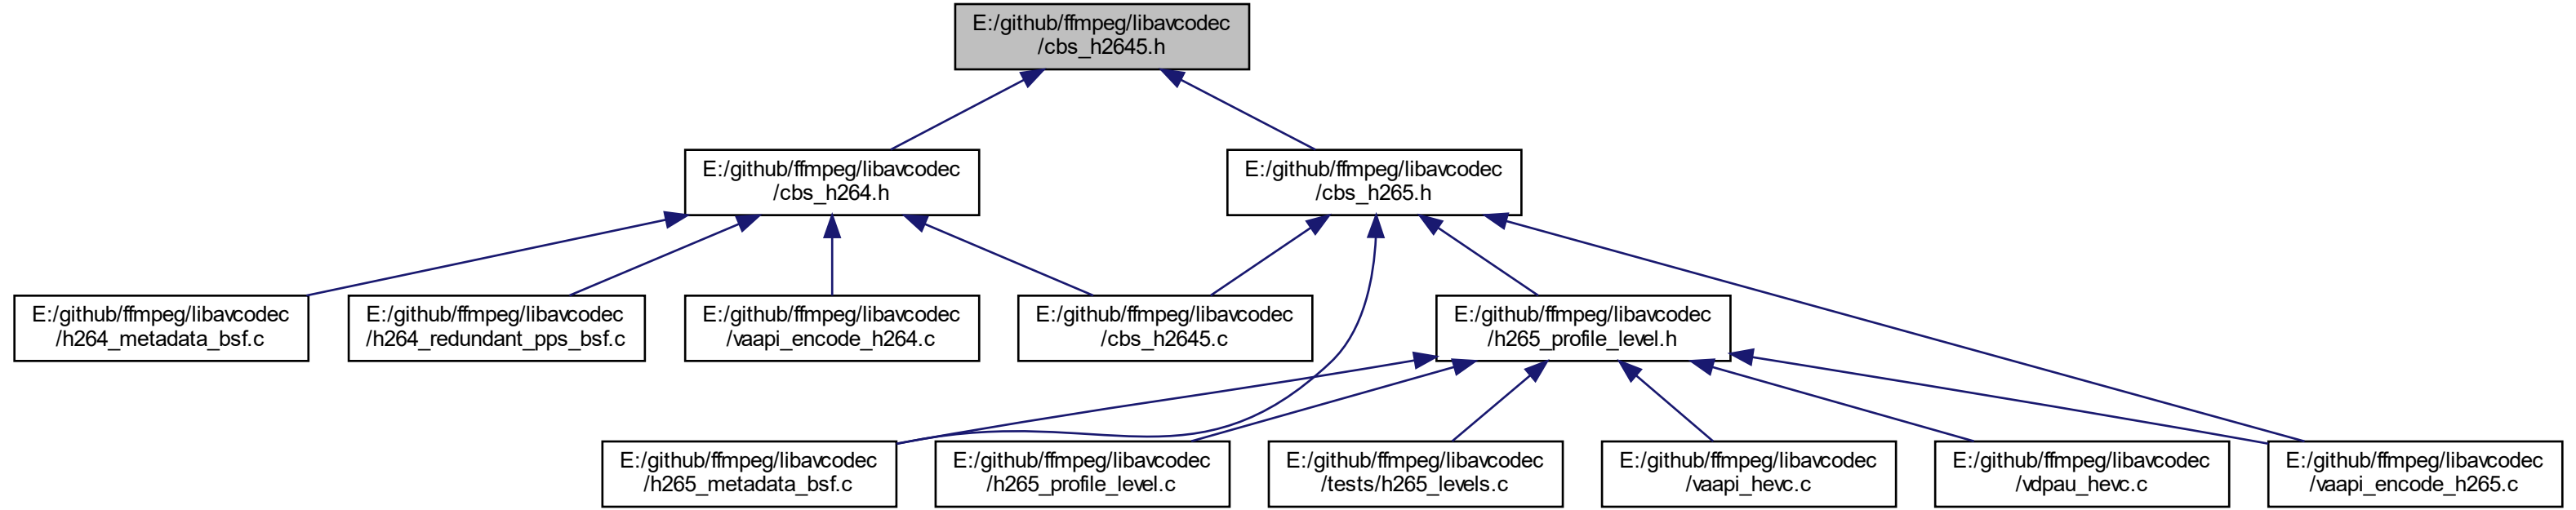 E:/github/ffmpeg/libavcodec
/cbs_h2645.h
E:/github/ffmpeg/libavcodec
/cbs_h264.h
E:/github/ffmpeg/libavcodec
/cbs_h265.h
E:/github/ffmpeg/libavcodec
/h264_metadata_bsf.c
E:/github/ffmpeg/libavcodec
/h264_redundant_pps_bsf.c
E:/github/ffmpeg/libavcodec
/vaapi_encode_h264.c
E:/github/ffmpeg/libavcodec
/cbs_h2645.c
E:/github/ffmpeg/libavcodec
/h265_profile_level.h
E:/github/ffmpeg/libavcodec
/h265_metadata_bsf.c
E:/github/ffmpeg/libavcodec
/h265_profile_level.c
E:/github/ffmpeg/libavcodec
/tests/h265_levels.c
E:/github/ffmpeg/libavcodec
/vaapi_hevc.c
E:/github/ffmpeg/libavcodec
/vdpau_hevc.c
E:/github/ffmpeg/libavcodec
/vaapi_encode_h265.c